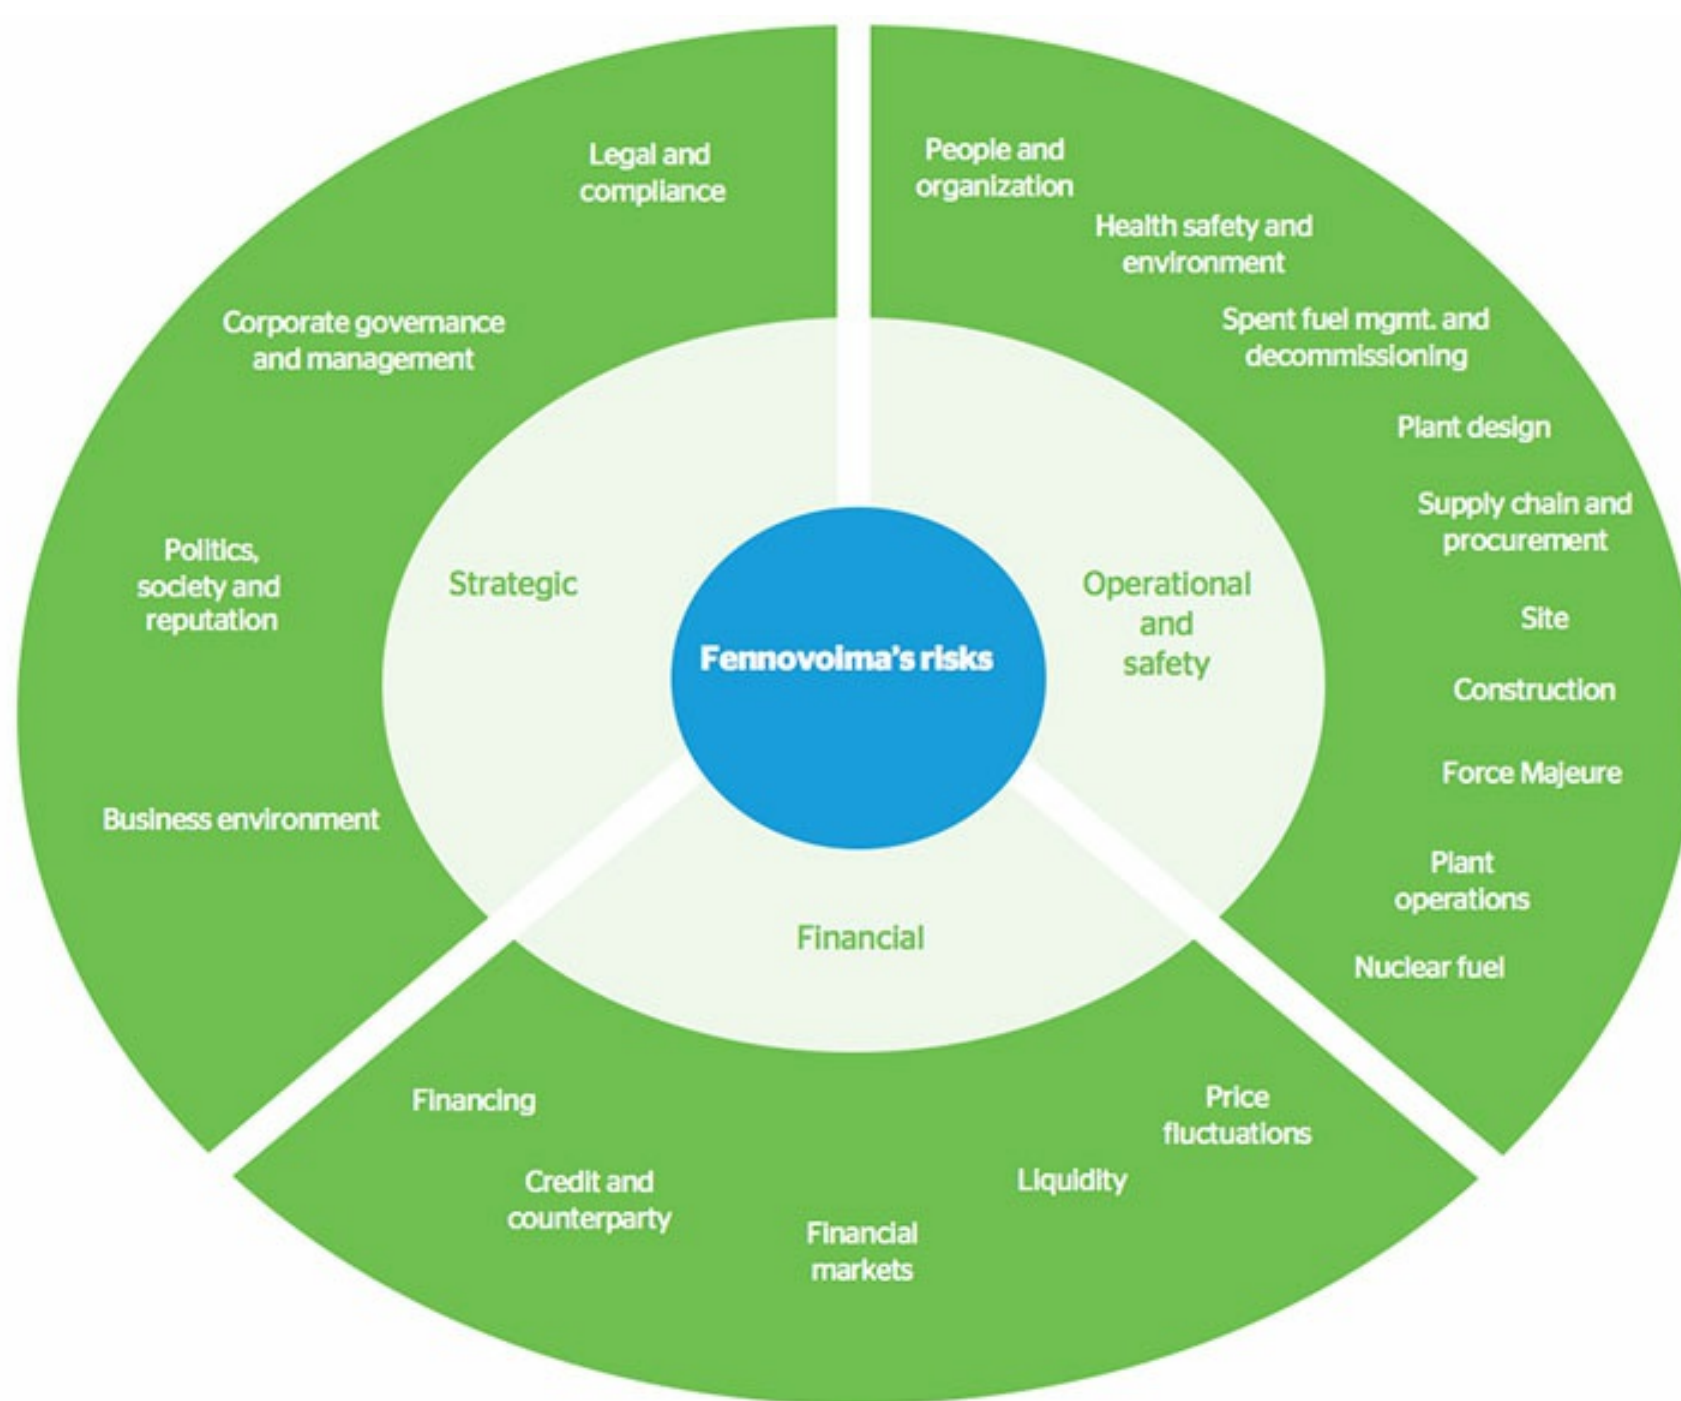 Legal and
compliance
Corporate governance
and management
Politics,
society and
reputation
Business environment
Strategic
People and
organization
Health safety and
environment
Spent fuel mgmt. and
decommissioning
Plant design
Supply chain and
procurement
Site
Construction
Force Majeure
Plant
operations
Nuclear fuel
Operational
and
safety
Fennovoima’s risks
Financial
Financing
Credit and
counterparty
Financial
markets
Liquidity
Price
fluctuations